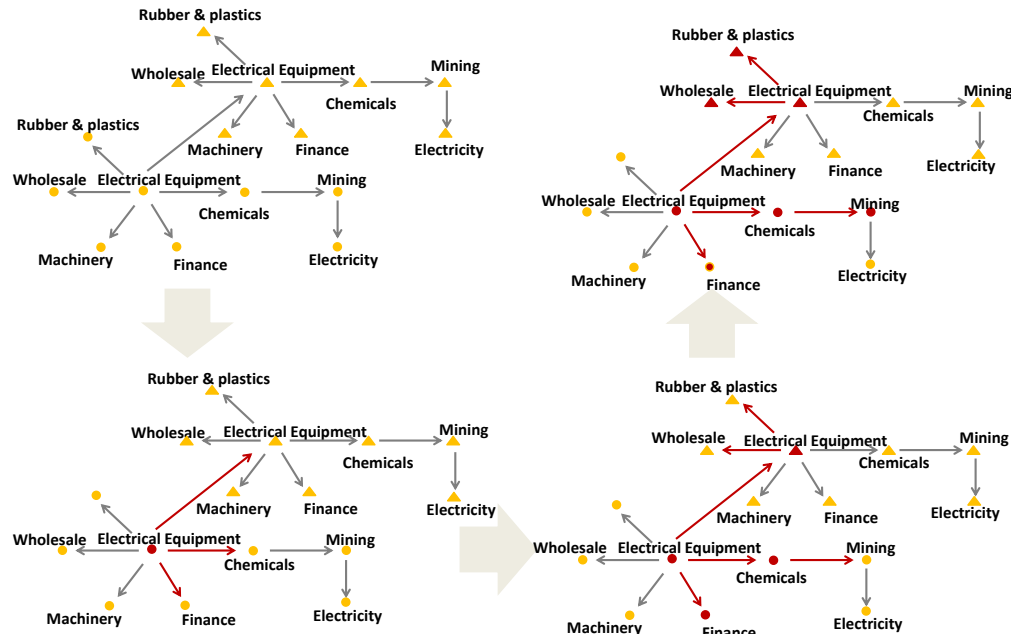 Rubber & plastics
Wholesale
Electrical Equipment
Mining
Chemicals
Machinery
Finance
Electricity
Rubber & plastics
Wholesale
Electrical Equipment
Mining
Chemicals
Machinery
Finance
Electricity
Rubber & plastics
Wholesale
Electrical Equipment
Mining
Chemicals
Machinery
Finance
Electricity
Wholesale
Electrical Equipment
Mining
Chemicals
Machinery
Finance
Electricity
Rubber & plastics
Wholesale
Electrical Equipment
Mining
Chemicals
Machinery
Finance
Electricity
Wholesale
Electrical Equipment
Mining
Chemicals
Machinery
Electricity
Rubber & plastics
Wholesale
Electrical Equipment
Mining
Chemicals
Machinery
Finance
Electricity
Wholesale
Electrical Equipment
Mining
Chemicals
Machinery
Finance
Electricity